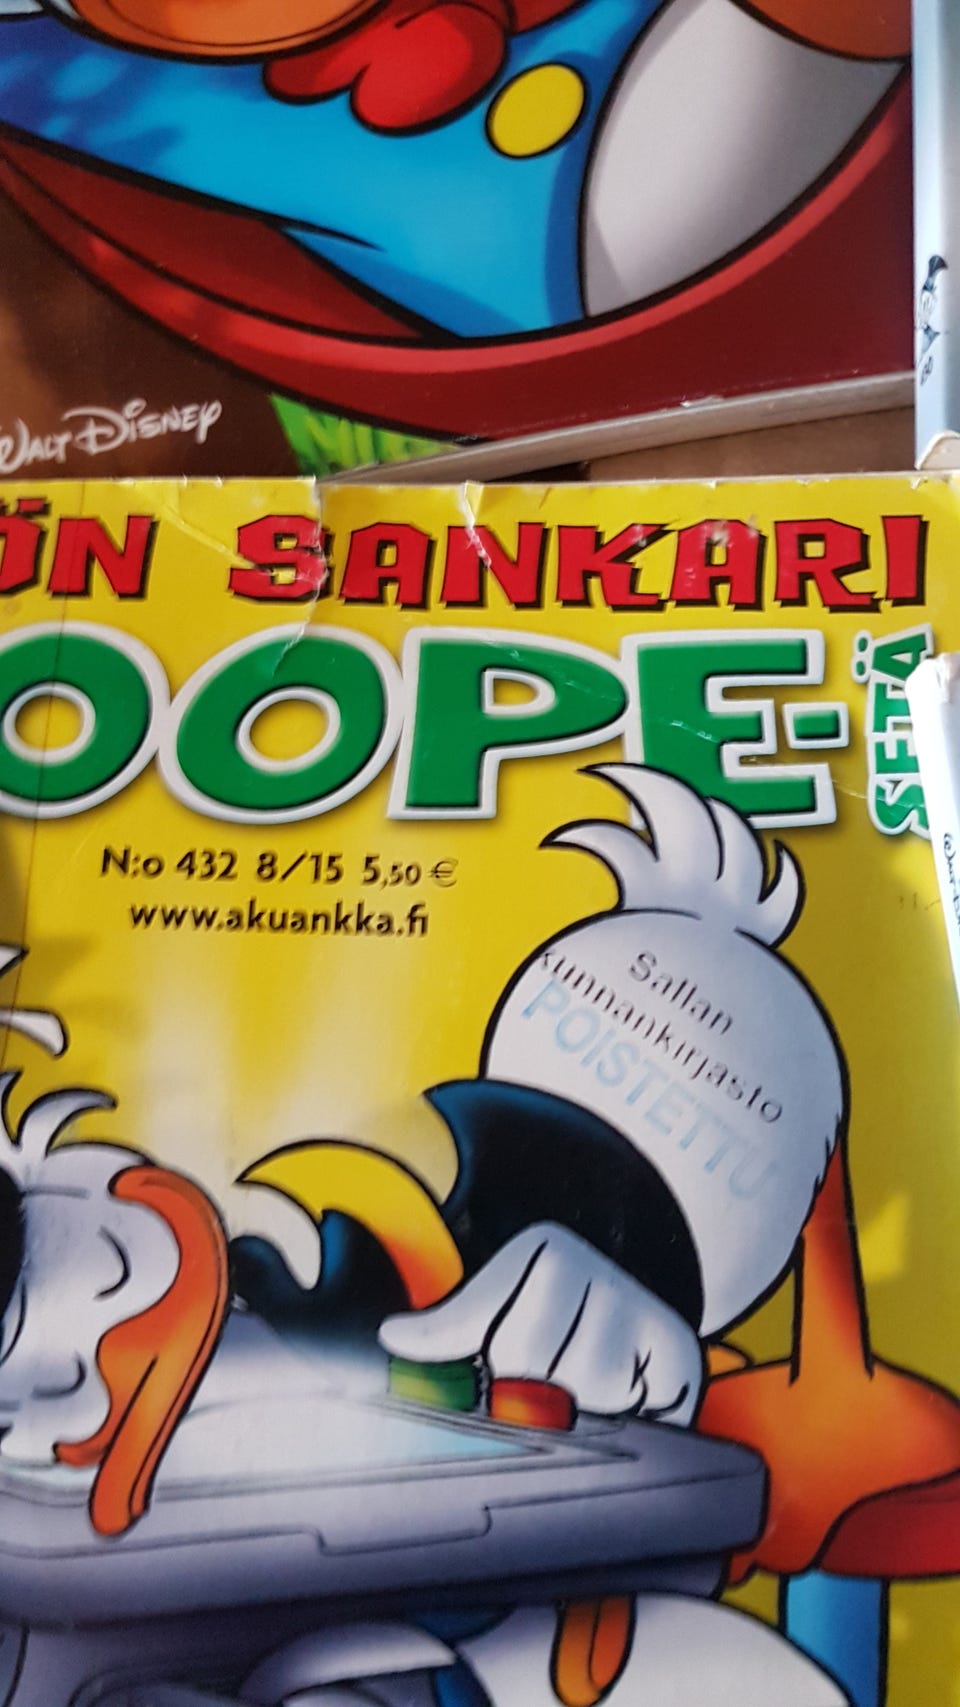 WALT DISNEY
ÖN SANKARI
OOPE-
SETÄ
N:o 432 8/15 5,50 €
www.akuankka.fi
Sallan
kunnankirjasto
POISTETTU